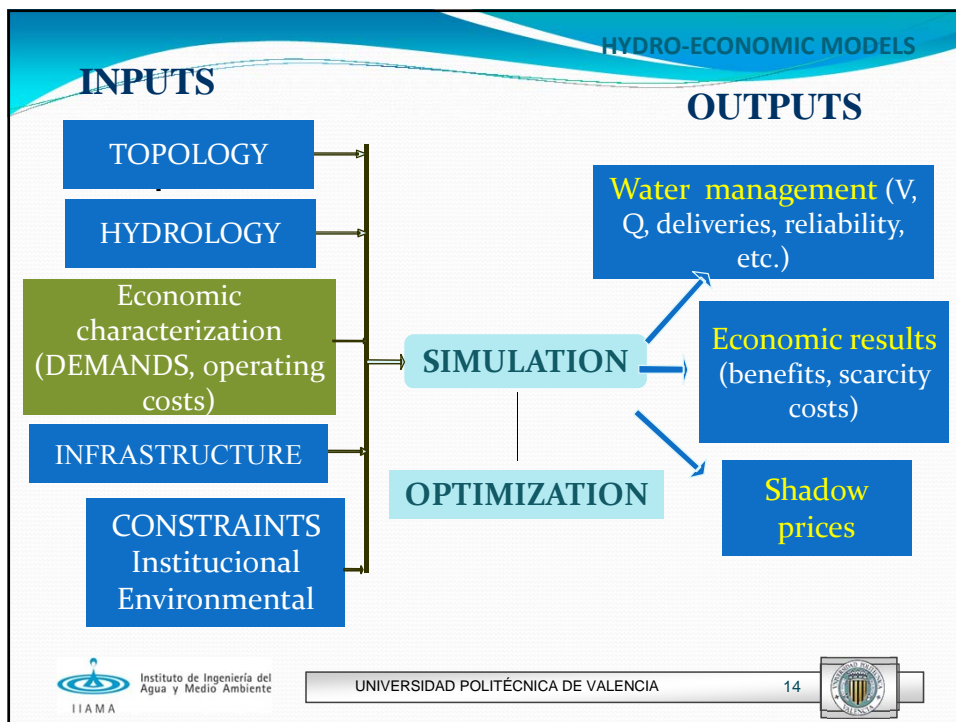 HYDRO-ECONOMIC MODELS
INPUTS
OUTPUTS
TOPOLOGY
HYDROLOGY
Economic
characterization
(DEMANDS, operating
costs)
INFRASTRUCTURE
CONSTRAINTS
Institucional
Environmental
SIMULATION
OPTIMIZATION
Water management (V,
Q, deliveries, reliability,
etc.)
Economic results
(benefits, scarcity
costs)
Shadow
prices
IIAMA
Instituto de Ingeniería del
Agua y Medio Ambiente
UNIVERSIDAD POLITÉCNICA DE VALENCIA
14